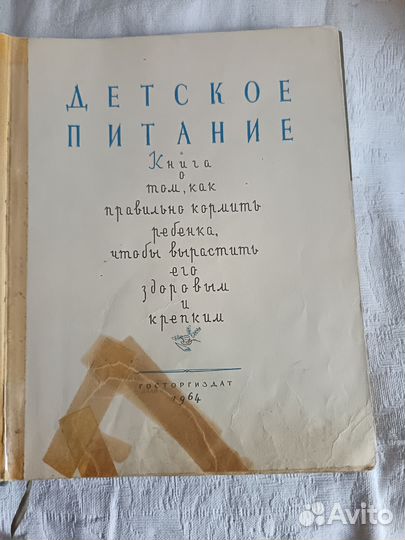 ДЕТСКОЕ
ПИТАНИЕ
Книга
о
том, как
правильно кормить
ребенка,
чтобы вырастить
его
здоровым
и
крепким
ГОСТОРГИЗДАТ
1964
Avito